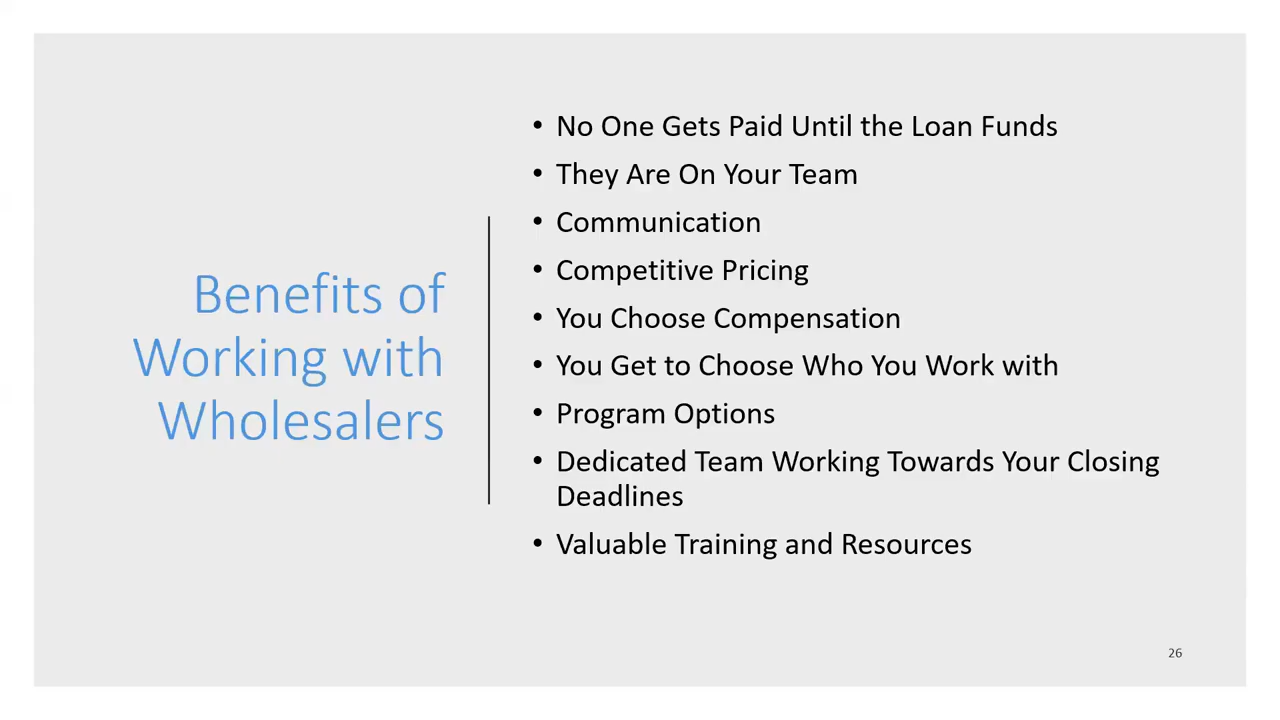 Benefits of
Working with
Wholesalers
• No One Gets Paid Until the Loan Funds
• They Are On Your Team
• Communication
• Competitive Pricing
• You Choose Compensation
• You Get to Choose Who You Work with
• Program Options
• Dedicated Team Working Towards Your Closing
Deadlines
• Valuable Training and Resources
26